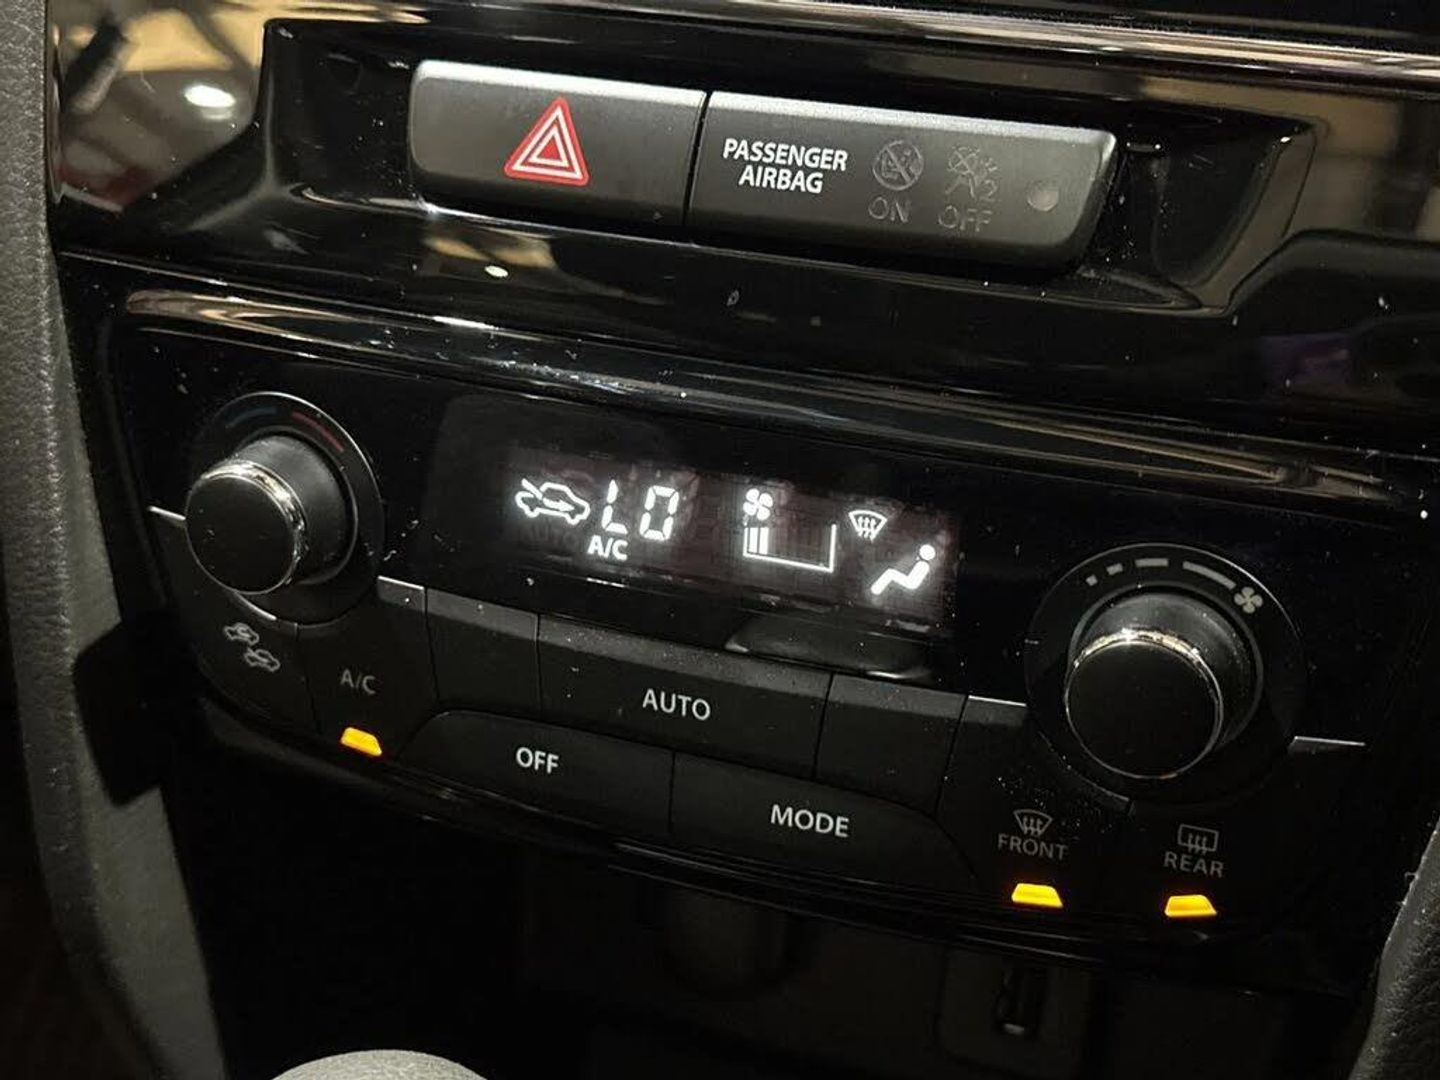 PASSENGER
AIRBAG
ON
OFF
LO
A/C
A/C
AUTO
OFF
MODE
FRONT
REAR